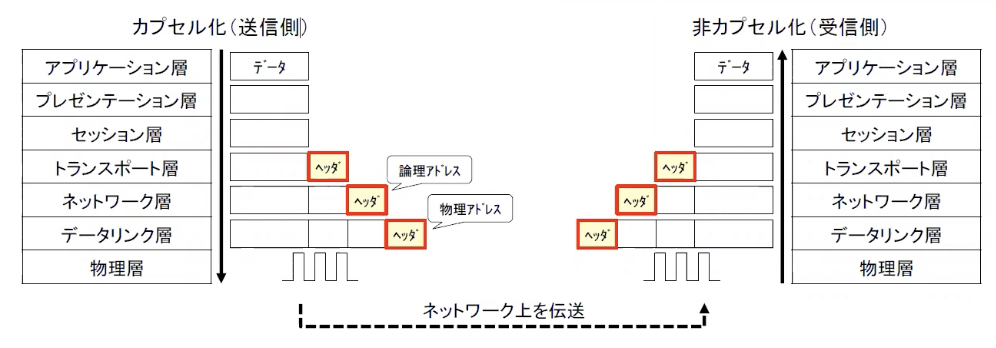 カプセル化(送信側)
非カプセル化(受信側)
アプリケーション層
プレゼンテーション層
セッション層
トランスポート層
ネットワーク層
データリンク層
物理層
データ
ヘッダ
ヘッダ
ヘッダ
論理アドレス
物理アドレス
データ
ヘッダ
ヘッダ
ヘッダ
アプリケーション層
プレゼンテーション層
セッション層
トランスポート層
ネットワーク層
データリンク層
物理層
ネットワーク上を伝送